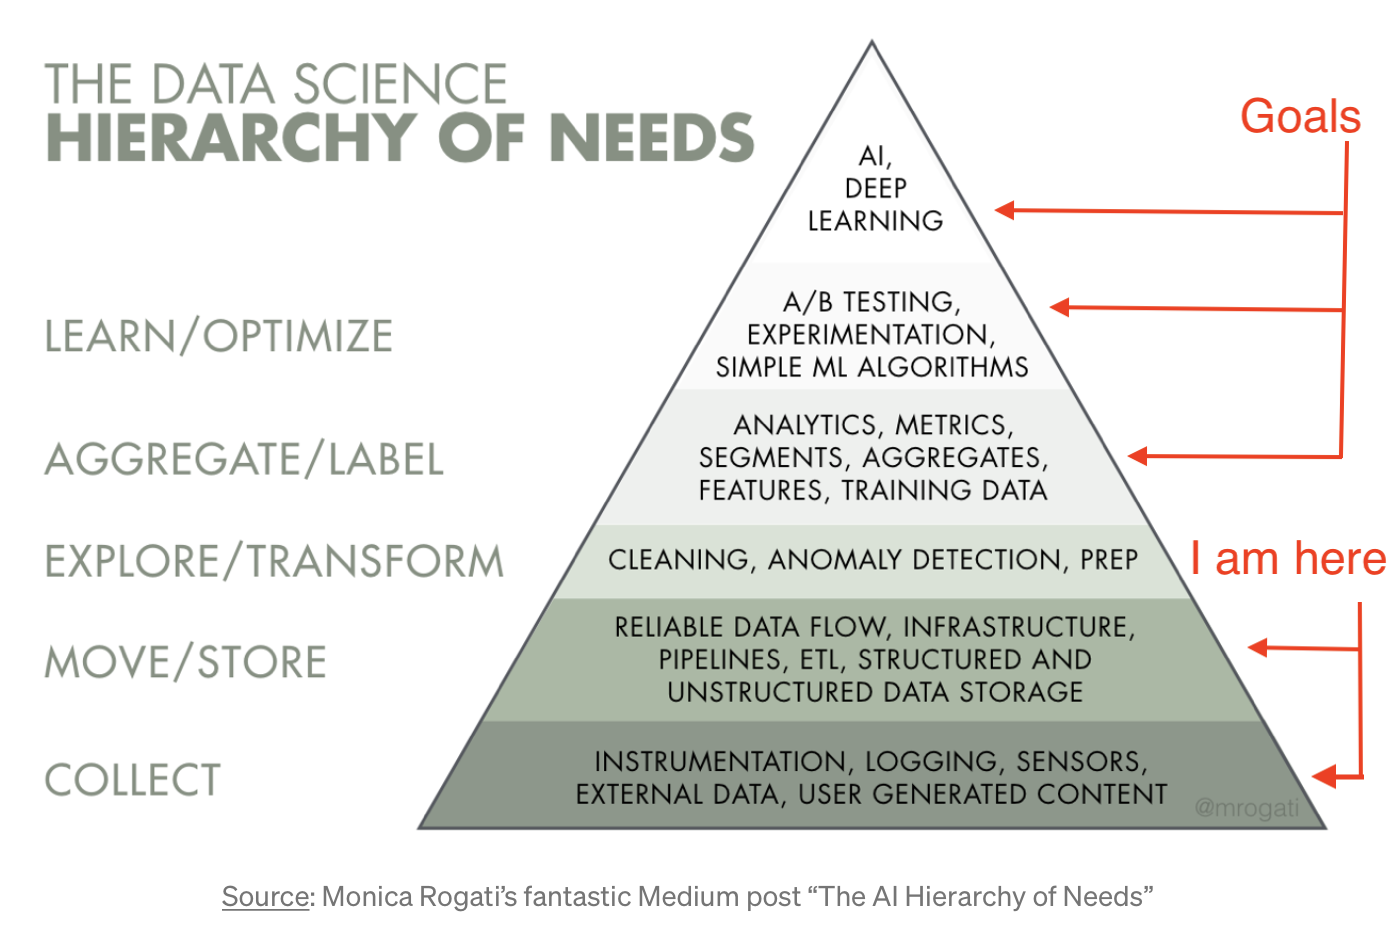 THE DATA SCIENCE
HIERARCHY OF NEEDS
Goals
AI,
DEEP
LEARNING
LEARN/OPTIMIZE
A/B TESTING,
EXPERIMENTATION,
SIMPLE ML ALGORITHMS
AGGREGATE/LABEL
ANALYTICS, METRICS,
SEGMENTS, AGGREGATES,
FEATURES, TRAINING DATA
EXPLORE/TRANSFORM
CLEANING, ANOMALY DETECTION, PREP
I am here
MOVE/STORE
RELIABLE DATA FLOW, INFRASTRUCTURE,
PIPELINES, ETL, STRUCTURED AND
UNSTRUCTURED DATA STORAGE
COLLECT
INSTRUMENTATION, LOGGING, SENSORS,
EXTERNAL DATA, USER GENERATED CONTENT
@mrogati
Source: Monica Rogati’s fantastic Medium post “The AI Hierarchy of Needs”